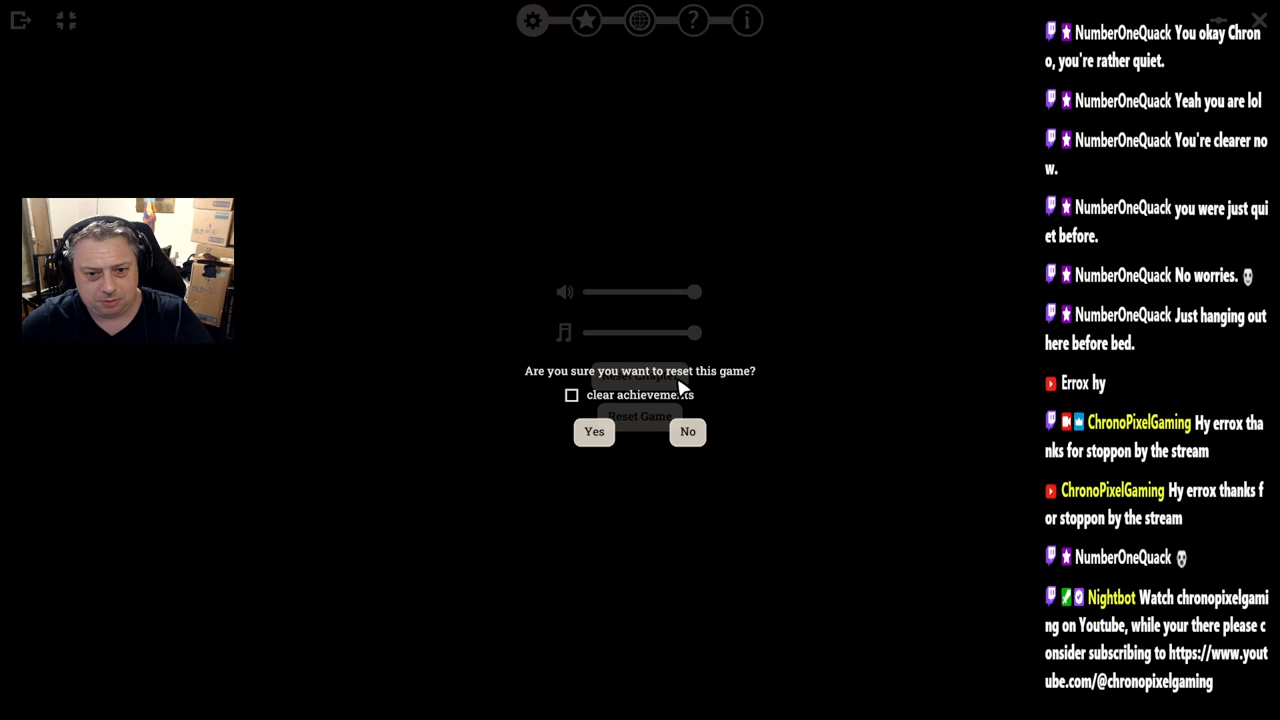 NumberOneQuack You okay Chron
o, you're rather quiet.
NumberOneQuack Yeah you are lol
NumberOneQuack You're clearer no
w.
NumberOneQuack you were just qui
et before.
NumberOneQuack No worries.
NumberOneQuack Just hanging out
here before bed.
Errox hy
ChronoPixelGaming Hy errox tha
nks for stoppon by the stream
ChronoPixelGaming Hy errox thanks f
or stoppon by the stream
NumberOneQuack
Nightbot Watch chronopixelgami
ng on Youtube, while your there please c
onsider subscribing to https://www.yout
ube.com/@chronopixelgaming
Are you sure you want to reset this game?
Reset Chapter
clear achievements
Reset Game
Yes
No